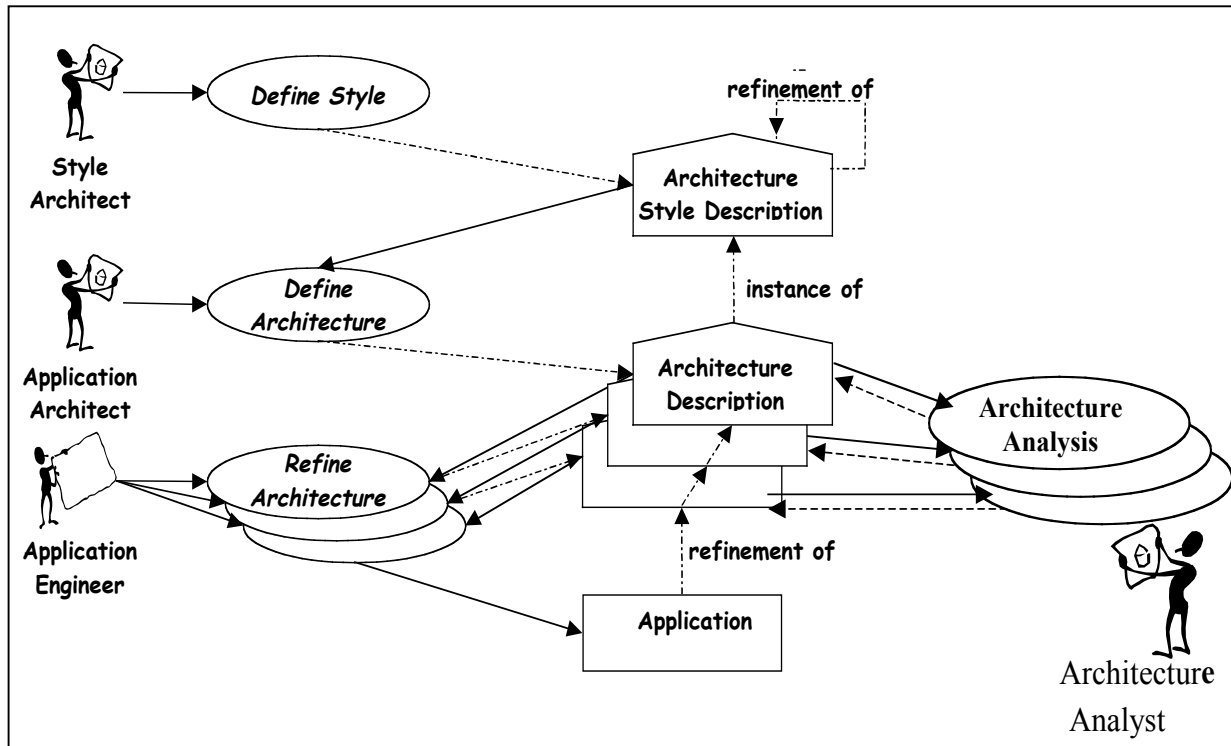 refinement of
Define Style
Style
Architect
Architecture
Style Description
Define
Architecture
instance of
Application
Architect
Architecture
Description
Architecture
Analysis
Refine
Architecture
Application
Engineer
refinement of
Application
Architecture
Analyst